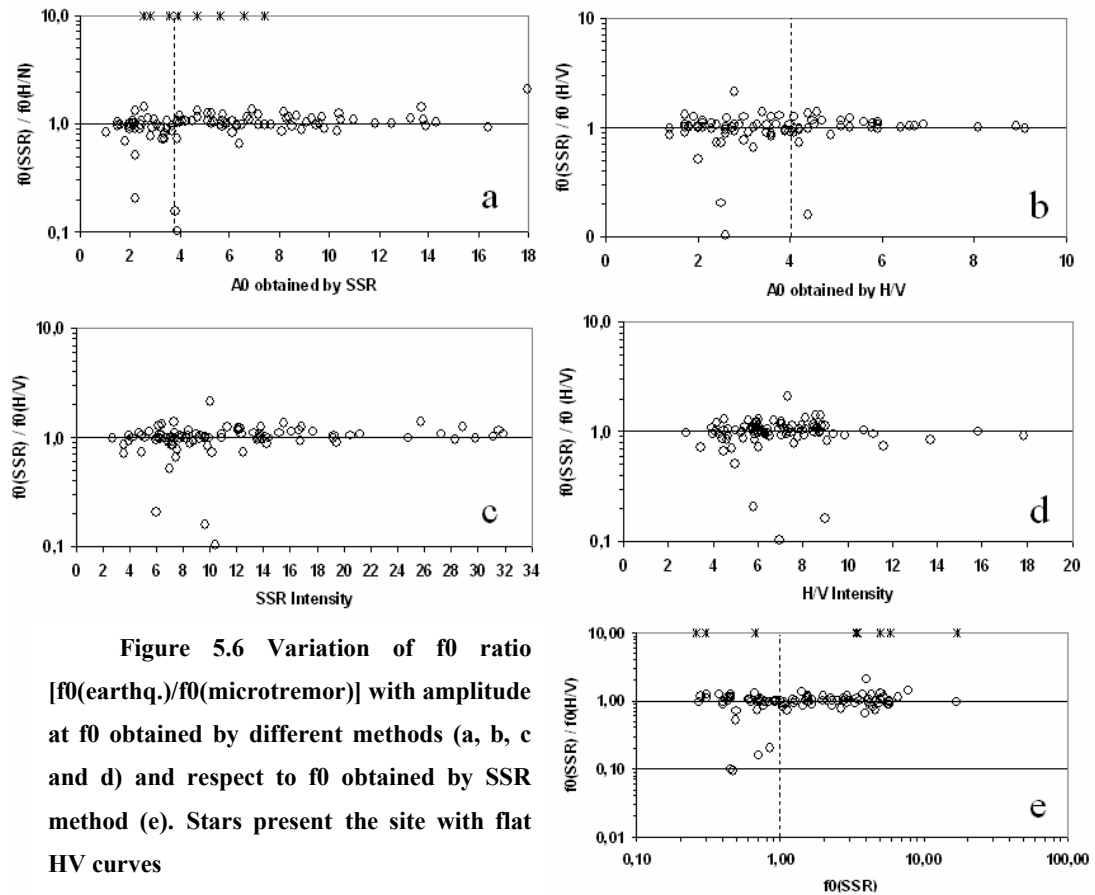 10,0
1.0
0,1
f0(SSR) / f0(H/N)
0 2 4 6 8 10 12 14 16 18
A0 obtained by SSR
a
10
1
0
f0(SSR) / f0 (H/V)
2 4 6 8 10
A0 obtained by H/V
b
10,0
1.0
0,1
f0(SSR) / f0(H/V)
0 2 4 6 8 10 12 14 16 18 20 22 24 26 28 30 32 34
SSR Intensity
c
10,0
1.0
0,1
f0(SSR) / f0 (H/V)
0 2 4 6 8 10 12 14 16 18 20
H/V Intensity
d
Figure 5.6 Variation of f0 ratio
[f0(earthq.)/f0(microtremor)] with amplitude
at f0 obtained by different methods (a, b, c
and d) and respect to f0 obtained by SSR
method (e). Stars present the site with flat
HV curves
10,00
1,00
0,10
0,01
f0(SSR) / f0(H/V)
0,10 1,00 10,00 100,00
f0(SSR)
e